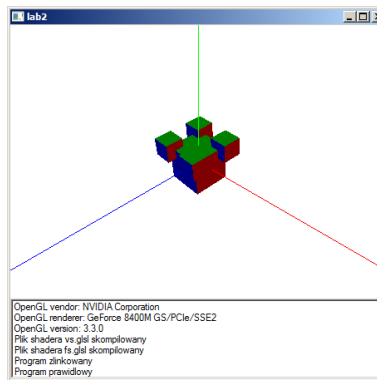 lab2
OpenGL vendor: NVIDIA Corporation
OpenGL renderer: GeForce 8400M GS/PCIe/SSE2
OpenGL version: 3.3.0
Plik shadera vs.glsl skompilowany
Plik shadera fs.glsl skompilowany
Program zlinkowany
Program prawidlowy